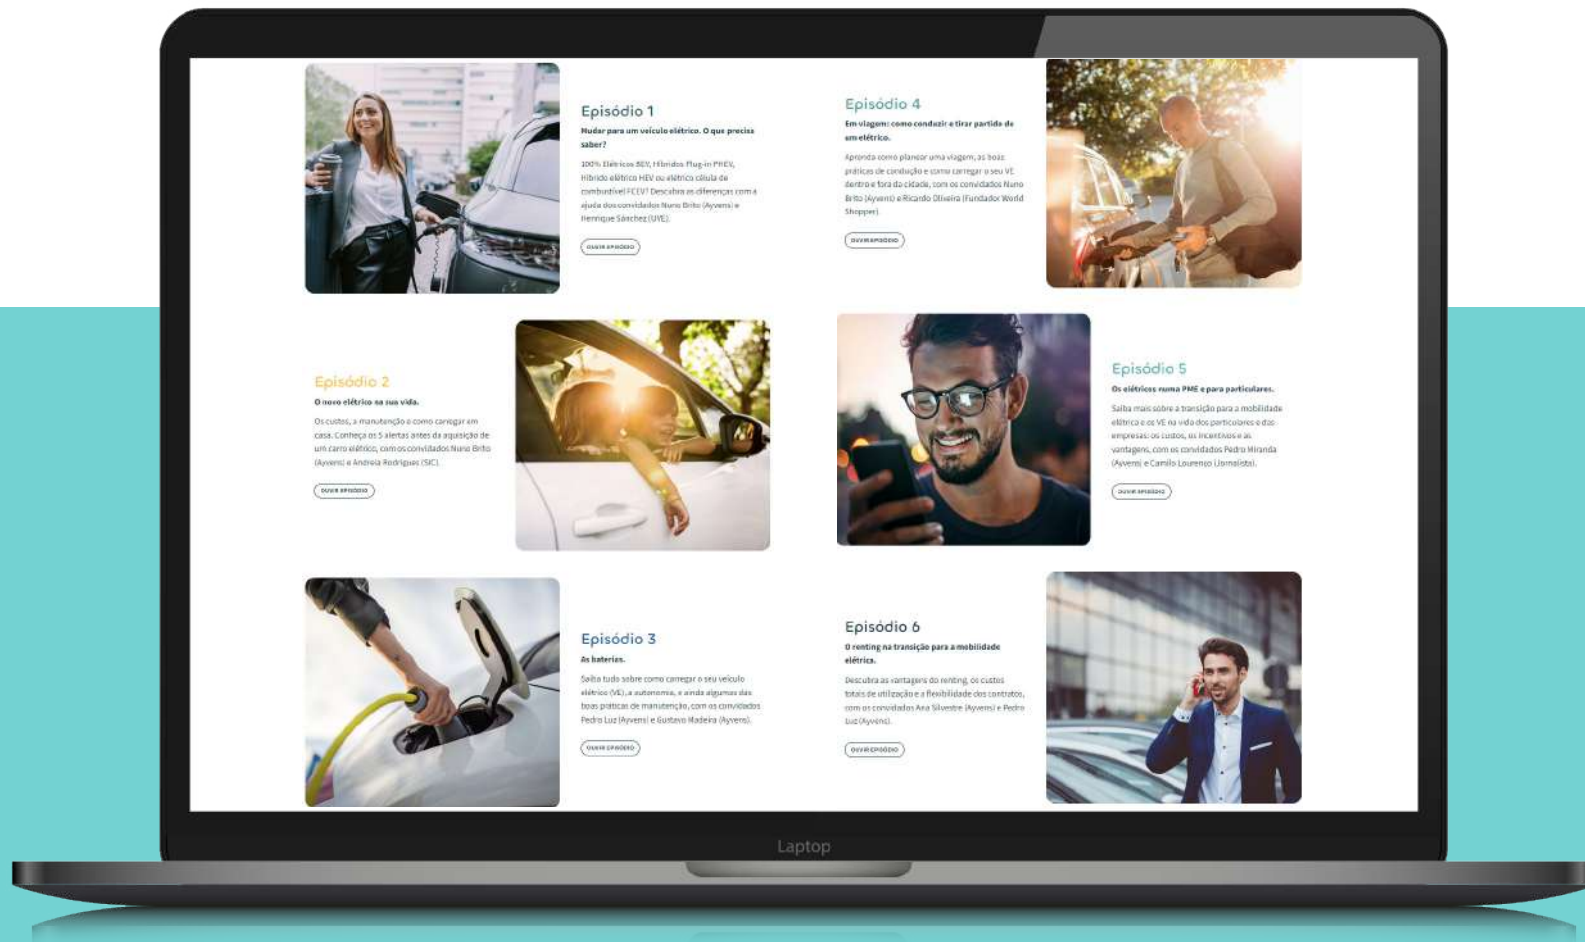 Episódio 1
Mudar para um veículo elétrico. O que precisa
saber?
100% Elétricos BEV, Híbridos Plug-in PHEV,
Híbrido elétrico HEV ou elétrico célula de
combustível FCEV? Descubra as diferenças com a
ajuda dos convidados Nuno Brito (Ayvens) e
Henrique Sánchez (UVE).
OUVIR EPISÓDIO
Episódio 2
O novo elétrico na sua vida.
Os custos, a manutenção e como carregar em
casa. Conheça os 5 alertas antes da aquisição de
um carro elétrico, com os convidados Nuno Brito
(Ayvens) e Andreia Rodrigues (SIC).
OUVIR EPISÓDIO
Episódio 3
As baterias.
Saiba tudo sobre como carregar o seu veículo
elétrico (VE), a autonomia, e ainda algumas das
boas práticas de manutenção, com os convidados
Pedro Luz (Ayvens) e Gustavo Madeira (Ayvens).
OUVIR EPISÓDIO
Episódio 4
Em viagem: como conduzir e tirar partido de
um elétrico.
Aprenda como planear uma viagem, as boas
práticas de condução e como carregar o seu VE
dentro e fora da cidade, com os convidados Nuno
Brito (Ayvens) e Ricardo Oliveira (Fundador World
Shopper).
OUVIR EPISÓDIO
Episódio 5
Os elétricos numa PME e para particulares.
Saiba mais sobre a transição para a mobilidade
elétrica e os VE na vida dos particulares e das
empresas: os custos, os incentivos e as
vantagens, com os convidados Pedro Miranda
(Ayvens) e Camilo Lourenço (Jornalista).
OUVIR EPISÓDIO
Episódio 6
O renting na transição para a mobilidade
elétrica.
Descubra as vantagens do renting, os custos
totais de utilização e a flexibilidade dos contratos,
com os convidados Ana Silvestre (Ayvens) e Pedro
Luz (Ayvens).
OUVIR EPISÓDIO
Laptop